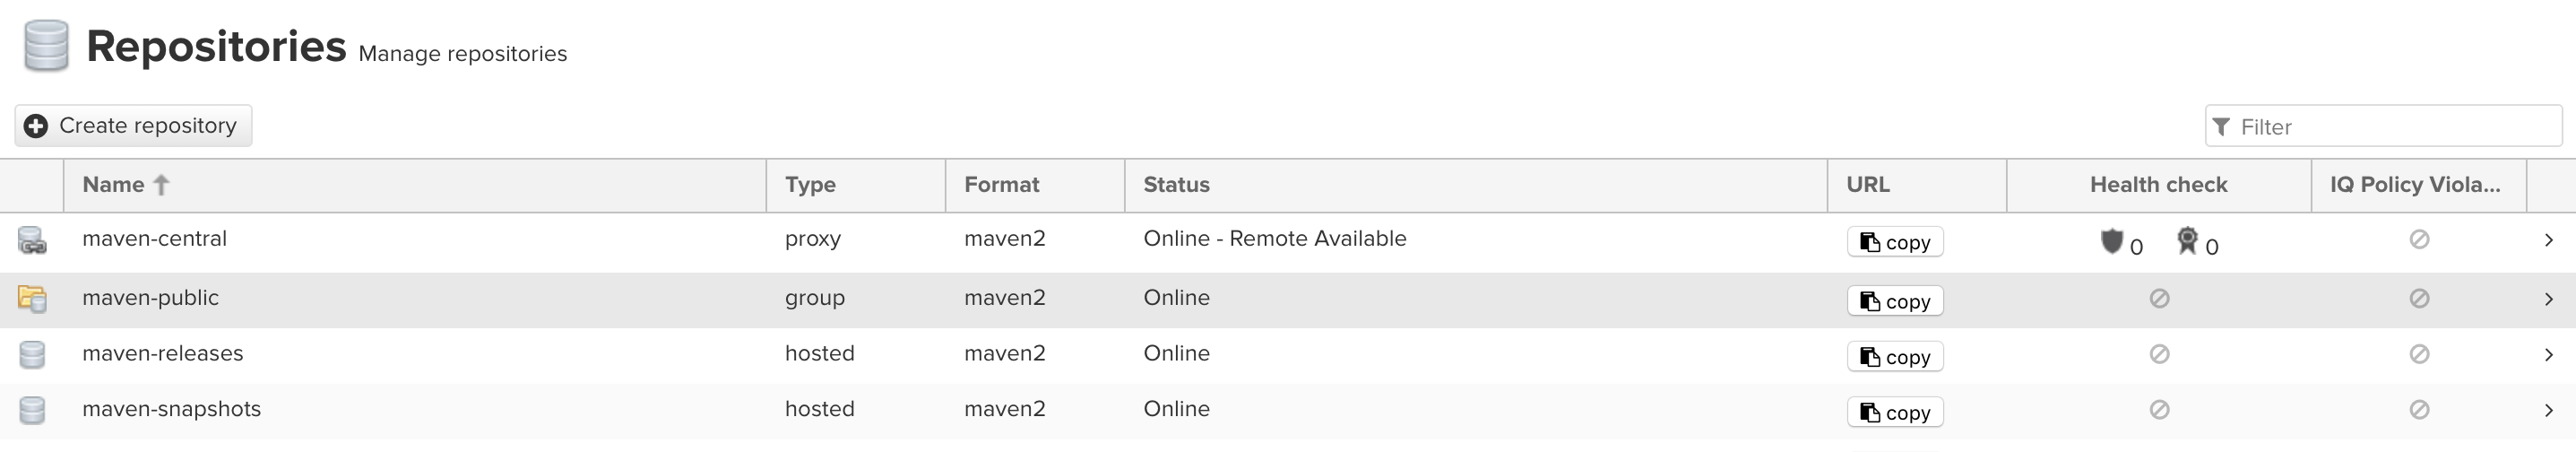 Repositories Manage repositories
Create repository
Filter
Name Type Format Status URL Health check IQ Policy Viola...
maven-central proxy maven2 Online - Remote Available copy 0 0
maven-public group maven2 Online copy
maven-releases hosted maven2 Online copy
maven-snapshots hosted maven2 Online copy